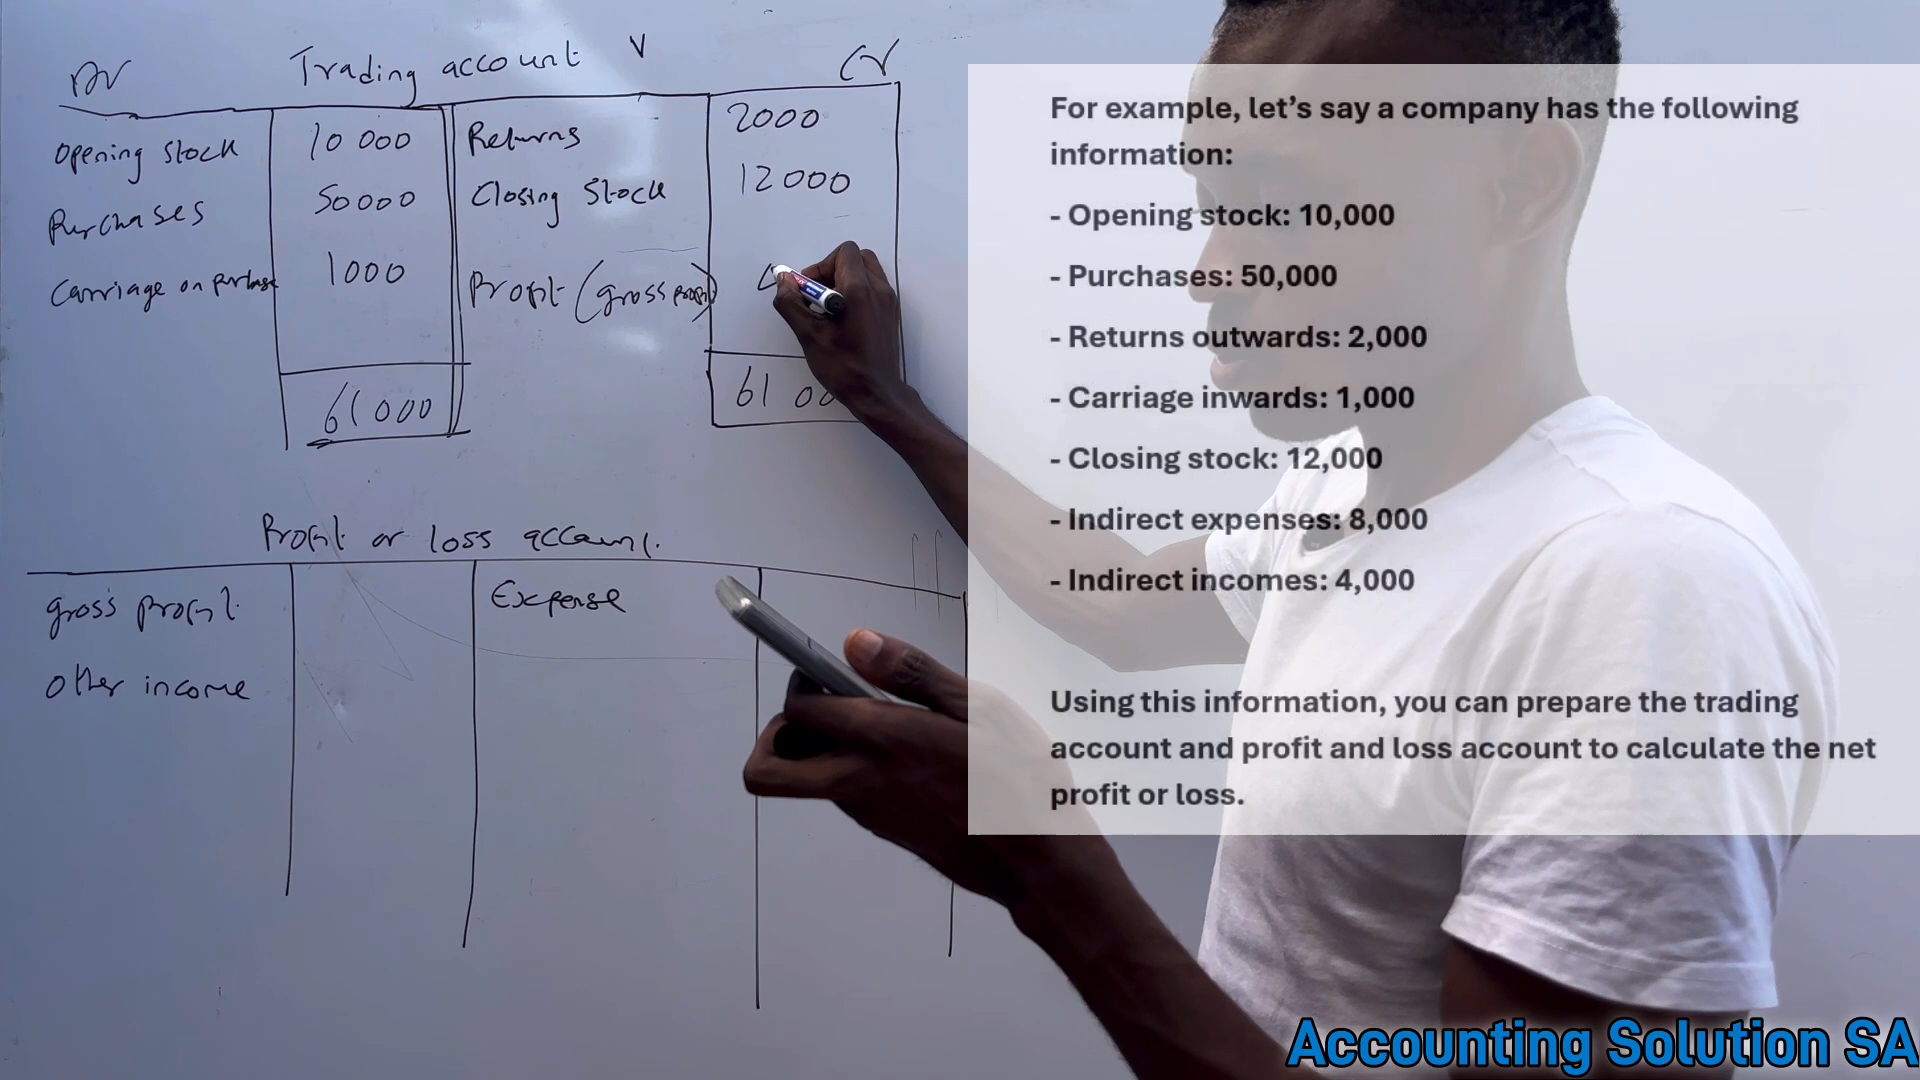 Dr Trading account Cr
Opening Stock 10 000 Returns 2000
Purchases 50000 Closing Stock 12000
Carriage on purchase 1000 Profit (gross profit)
61 000 61 00
Profit or loss account.
gross profit Expense
other income
For example, let’s say a company has the following
information:
- Opening stock: 10,000
- Purchases: 50,000
- Returns outwards: 2,000
- Carriage inwards: 1,000
- Closing stock: 12,000
- Indirect expenses: 8,000
- Indirect incomes: 4,000
Using this information, you can prepare the trading
account and profit and loss account to calculate the net
profit or loss.
Accounting Solution SA